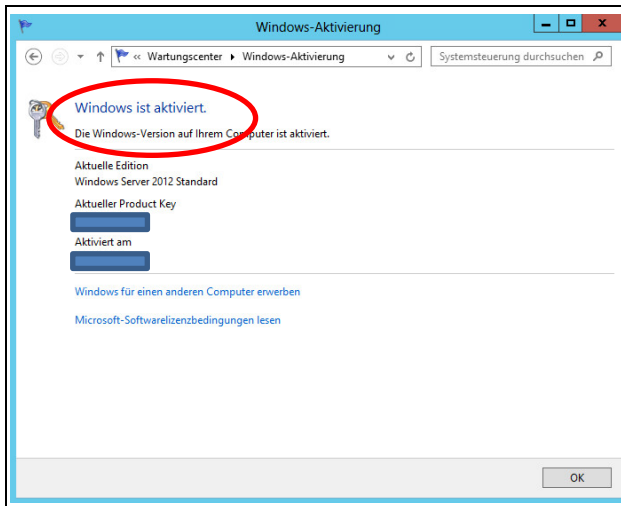 Windows-Aktivierung
« Wartungscenter ▸ Windows-Aktivierung
Systemsteuerung durchsuchen
Windows ist aktiviert.
Die Windows-Version auf Ihrem Computer ist aktiviert.
Aktuelle Edition
Windows Server 2012 Standard
Aktueller Product Key
Aktiviert am
Windows für einen anderen Computer erwerben
Microsoft-Softwarelizenzbedingungen lesen
OK